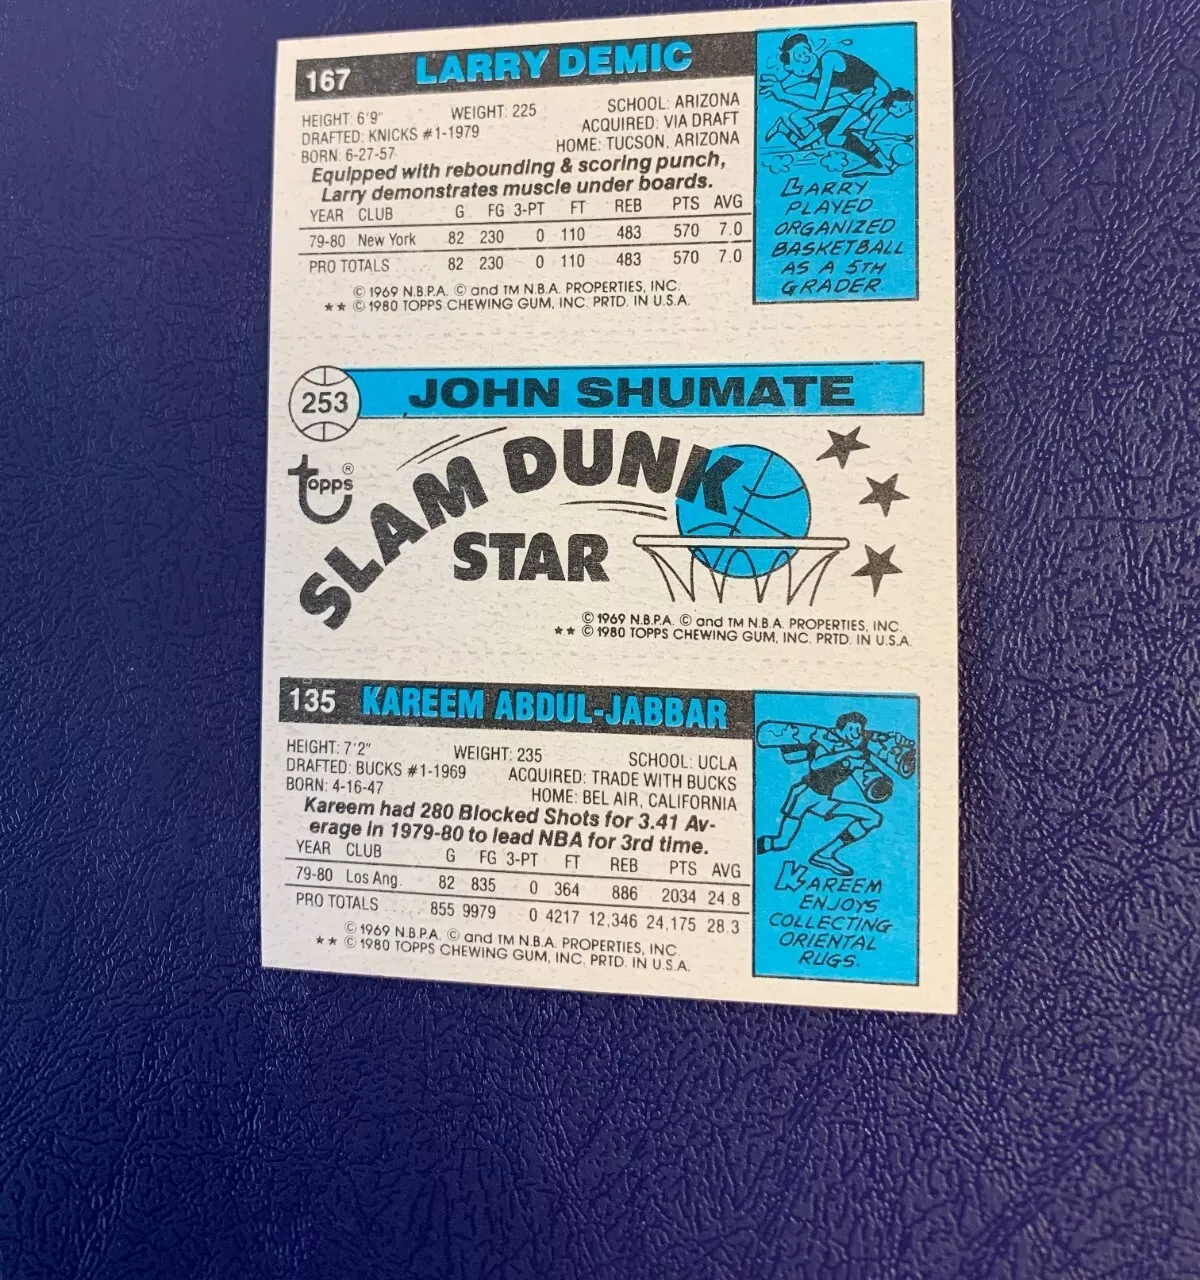 167 LARRY DEMIC
HEIGHT: 6'9" WEIGHT: 225 SCHOOL: ARIZONA
DRAFTED: KNICKS #1-1979 ACQUIRED: VIA DRAFT
BORN: 6-27-57 HOME: TUCSON, ARIZONA
Equipped with rebounding & scoring punch,
Larry demonstrates muscle under boards.
YEAR CLUB G FG 3-PT FT REB PTS AVG
79-80 New York 82 230 0 110 483 570 7.0
PRO TOTALS .... 82 230 0 110 483 570 7.0
© 1969 N.B.P.A. © and TM N.B.A. PROPERTIES, INC.
★★ © 1980 TOPPS CHEWING GUM, INC. PRTD. IN U.S.A.
LARRY
PLAYED
ORGANIZED
BASKETBALL
AS A 5TH
GRADER.
253 JOHN SHUMATE
topps®
SLAM DUNK
STAR
© 1969 N.B.P.A. © and TM N.B.A. PROPERTIES, INC.
★★ © 1980 TOPPS CHEWING GUM, INC. PRTD. IN U.S.A.
135 KAREEM ABDUL-JABBAR
HEIGHT: 7'2" WEIGHT: 235 SCHOOL: UCLA
DRAFTED: BUCKS #1-1969 ACQUIRED: TRADE WITH BUCKS
BORN: 4-16-47 HOME: BEL AIR, CALIFORNIA
Kareem had 280 Blocked Shots for 3.41 Av-
erage in 1979-80 to lead NBA for 3rd time.
YEAR CLUB G FG 3-PT FT REB PTS AVG
79-80 Los Ang. 82 835 0 364 886 2034 24.8
PRO TOTALS .... 855 9979 0 4217 12,346 24,175 28.3
© 1969 N.B.P.A. © and TM N.B.A. PROPERTIES, INC.
★★ © 1980 TOPPS CHEWING GUM, INC. PRTD. IN U.S.A.
KAREEM
ENJOYS
COLLECTING
ORIENTAL
RUGS.